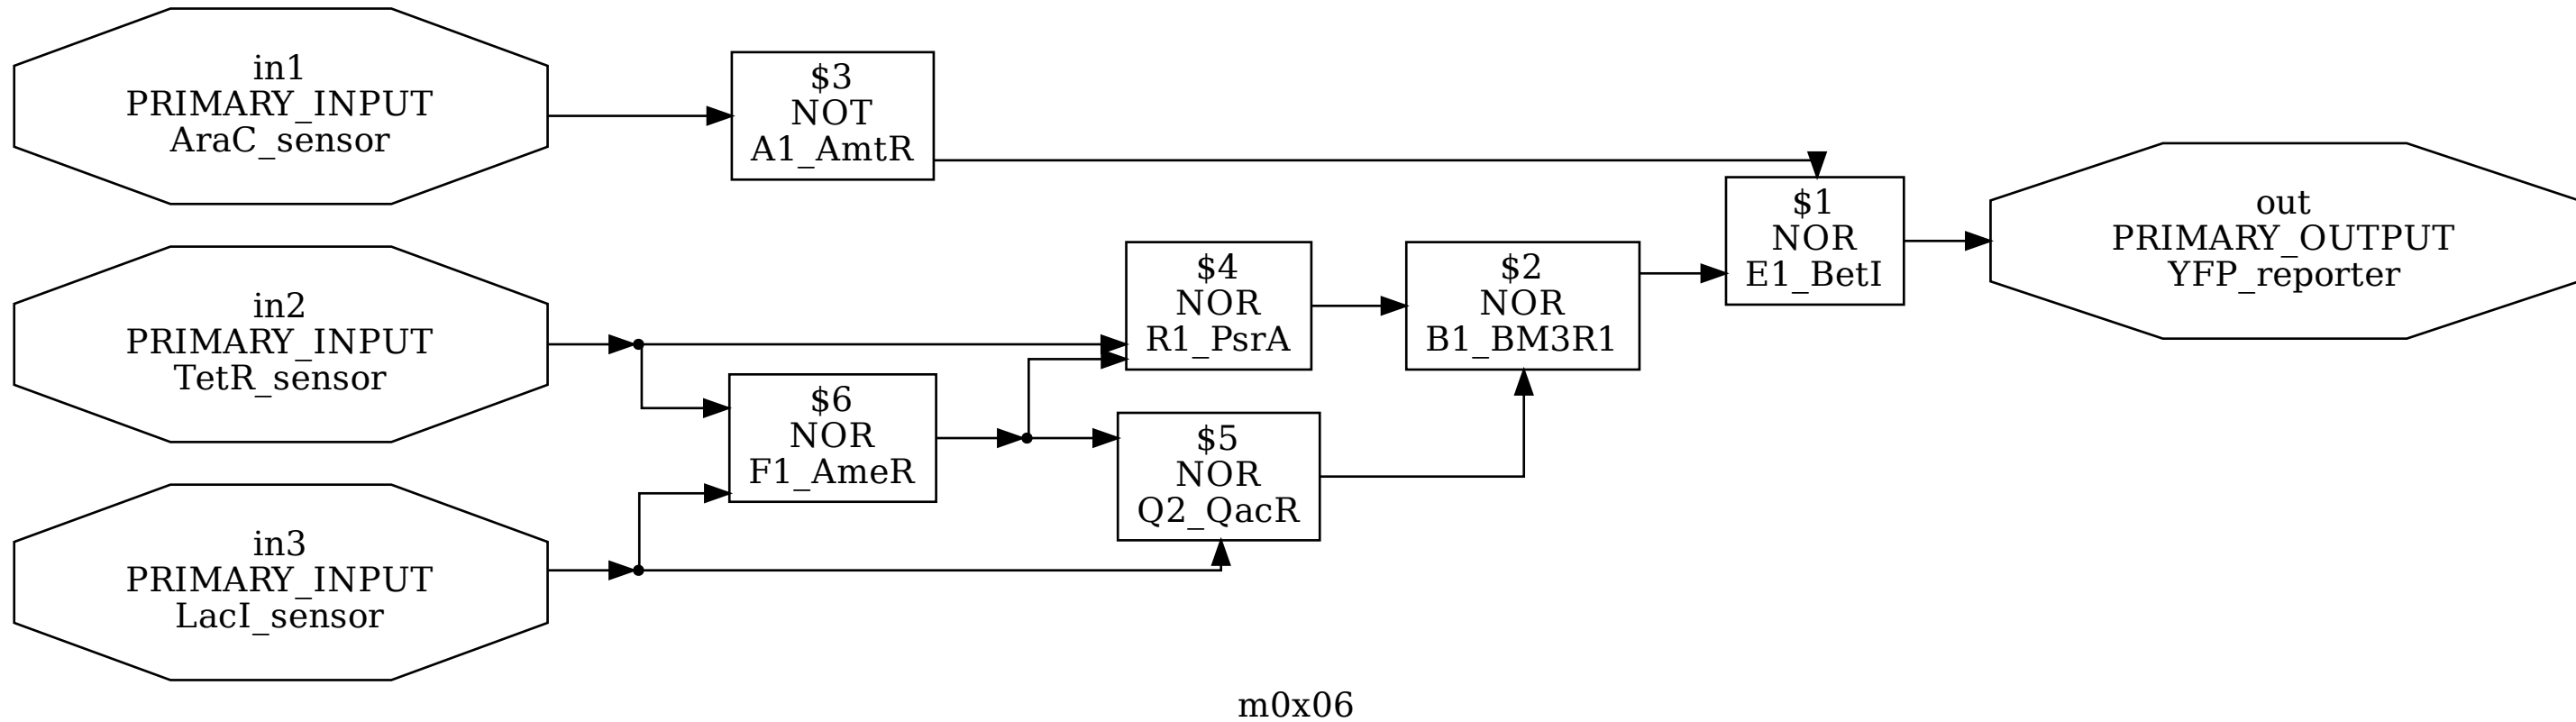 in1
PRIMARY_INPUT
AraC_sensor
$3
NOT
A1_AmtR
in2
PRIMARY_INPUT
TetR_sensor
$6
NOR
F1_AmeR
in3
PRIMARY_INPUT
LacI_sensor
$4
NOR
R1_PsrA
$5
NOR
Q2_QacR
$2
NOR
B1_BM3R1
$1
NOR
E1_BetI
out
PRIMARY_OUTPUT
YFP_reporter
m0x06